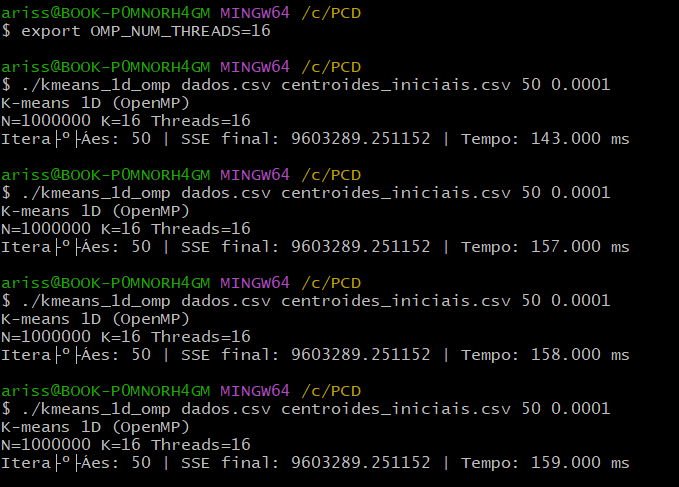 ariss@BOOK-P0MNORH4GM MINGW64 /c/PCD
$ export OMP_NUM_THREADS=16
ariss@BOOK-P0MNORH4GM MINGW64 /c/PCD
$ ./kmeans_1d_omp dados.csv centroides_iniciais.csv 50 0.0001
K-means 1D (OpenMP)
N=1000000 K=16 Threads=16
Itera├º├Áes: 50 | SSE final: 9603289.251152 | Tempo: 143.000 ms
ariss@BOOK-P0MNORH4GM MINGW64 /c/PCD
$ ./kmeans_1d_omp dados.csv centroides_iniciais.csv 50 0.0001
K-means 1D (OpenMP)
N=1000000 K=16 Threads=16
Itera├º├Áes: 50 | SSE final: 9603289.251152 | Tempo: 157.000 ms
ariss@BOOK-P0MNORH4GM MINGW64 /c/PCD
$ ./kmeans_1d_omp dados.csv centroides_iniciais.csv 50 0.0001
K-means 1D (OpenMP)
N=1000000 K=16 Threads=16
Itera├º├Áes: 50 | SSE final: 9603289.251152 | Tempo: 158.000 ms
ariss@BOOK-P0MNORH4GM MINGW64 /c/PCD
$ ./kmeans_1d_omp dados.csv centroides_iniciais.csv 50 0.0001
K-means 1D (OpenMP)
N=1000000 K=16 Threads=16
Itera├º├Áes: 50 | SSE final: 9603289.251152 | Tempo: 159.000 ms